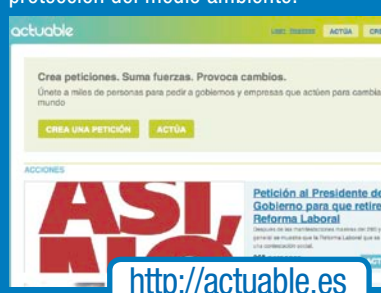 protección del medio ambiente.
actuable
ACTÚA
Crea peticiones. Suma fuerzas. Provoca cambios.
Únete a miles de personas para pedir a gobiernos y empresas que actúen para cambia
mundo
CREA UNA PETICIÓN ACTÚA
ACCIONES
ASÍ,
NO
Petición al Presidente de
Gobierno para que retire
Reforma Laboral
http://actuable.es